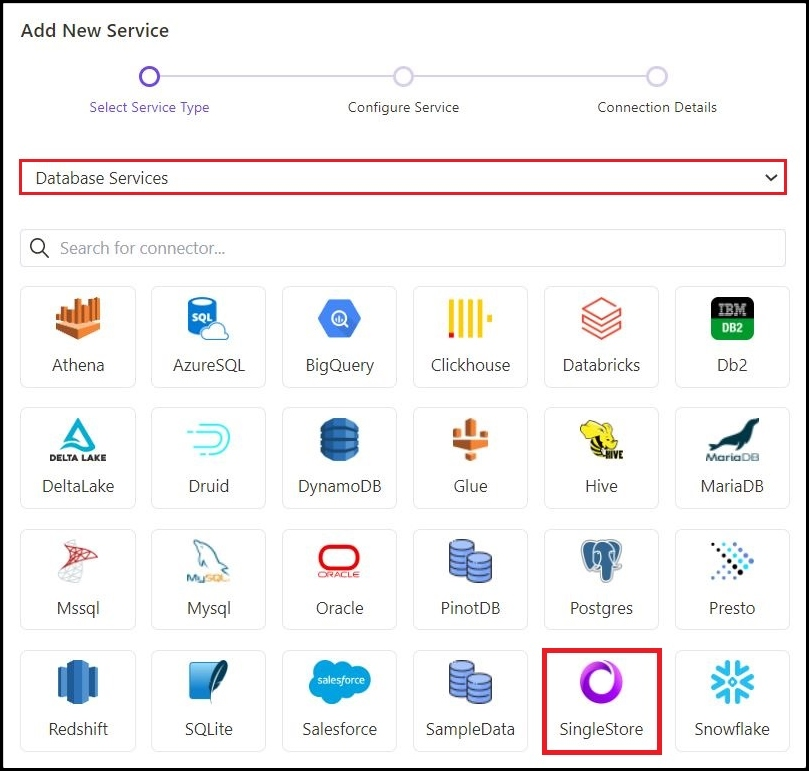 Add New Service
Select Service Type Configure Service Connection Details
Database Services
Search for connector...
SQL IBM DB2
Athena AzureSQL BigQuery Clickhouse Databricks Db2
DELTA LAKE HIVE MariaDB
DeltaLake Druid DynamoDB Glue Hive MariaDB
MySQL ORACLE
Mssql Mysql Oracle PinotDB Postgres Presto
salesforce
Redshift SQLite Salesforce SampleData SingleStore Snowflake